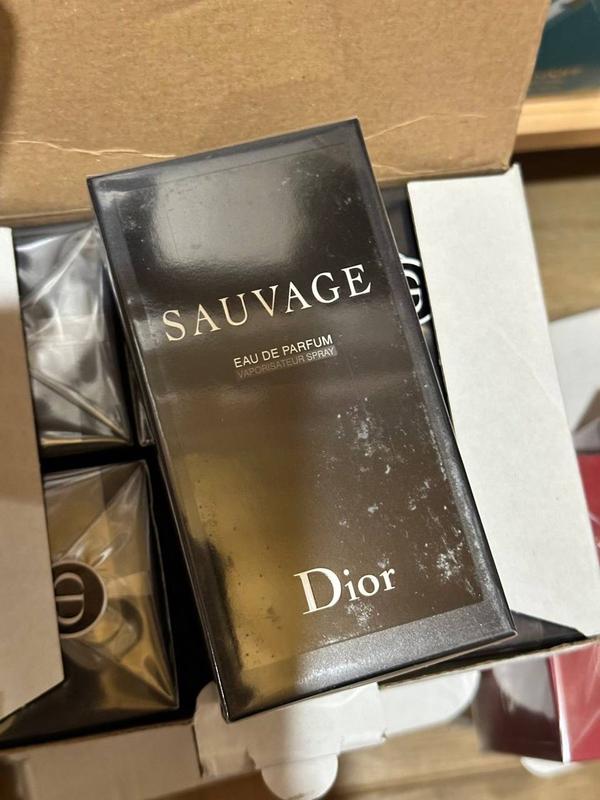 SAUVAGE
EAU DE PARFUM
VAPORISATEUR SPRAY
Dior